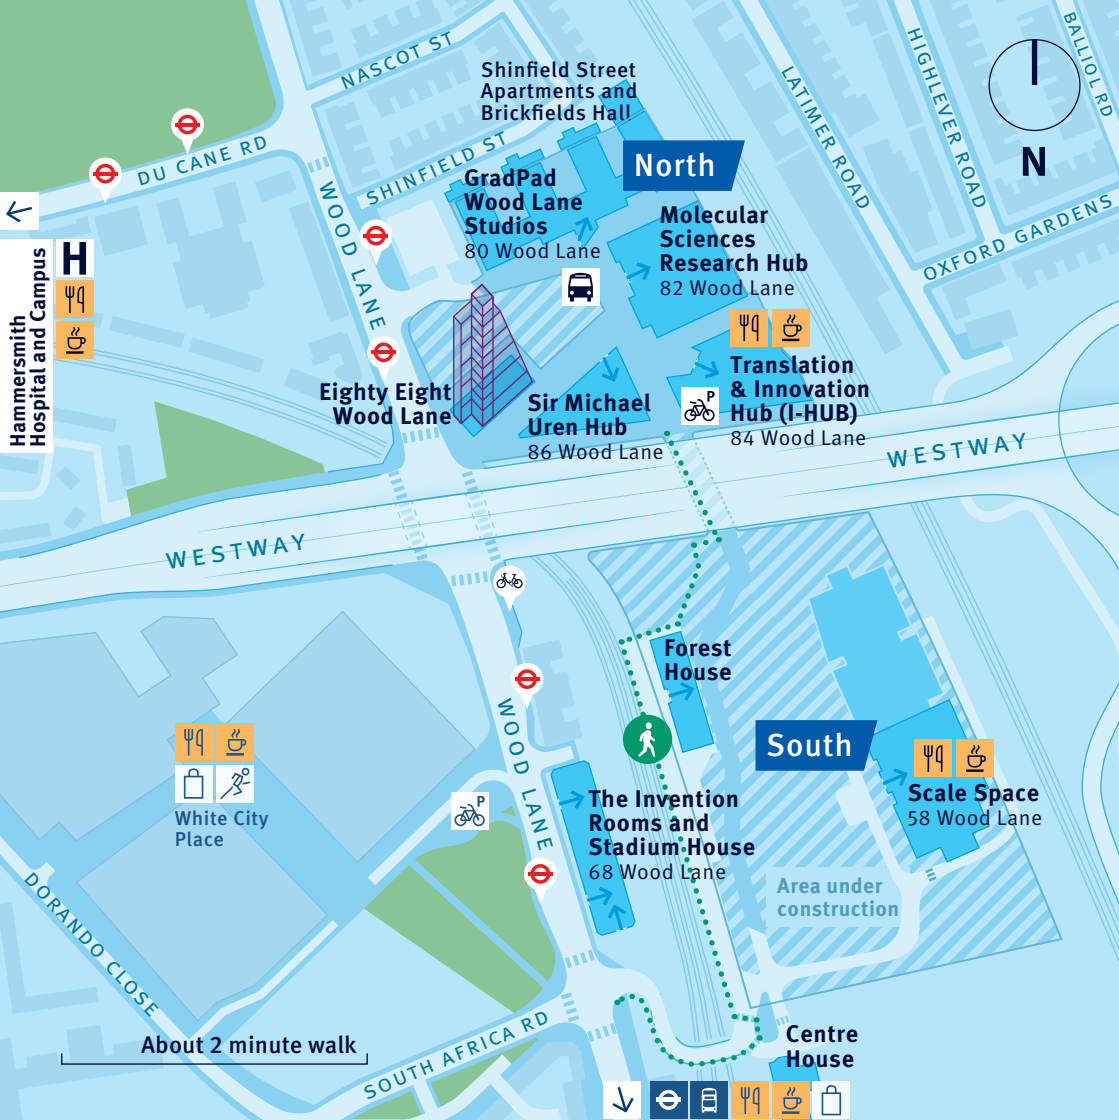 NASCOT ST
Shinfield Street
Apartments and
Brickfields Hall
LATIMER ROAD
HIGHLEVER ROAD
BALLIOL RD
N
DU CANE RD
SHINFIELD ST
North
WOOD LANE
GradPad
Wood Lane
Studios
80 Wood Lane
Molecular
Sciences
Research Hub
82 Wood Lane
OXFORD GARDENS
H
Hammersmith
Hospital and Campus
Eighty Eight
Wood Lane
Sir Michael
Uren Hub
86 Wood Lane
P
Translation
& Innovation
Hub (I-HUB)
84 Wood Lane
WESTWAY
WESTWAY
Forest
House
South
WOOD LANE
White City
Place
P
The Invention
Rooms and
Stadium House
68 Wood Lane
Scale Space
58 Wood Lane
Area under
construction
DORANDO CLOSE
About 2 minute walk
SOUTH AFRICA RD
Centre
House